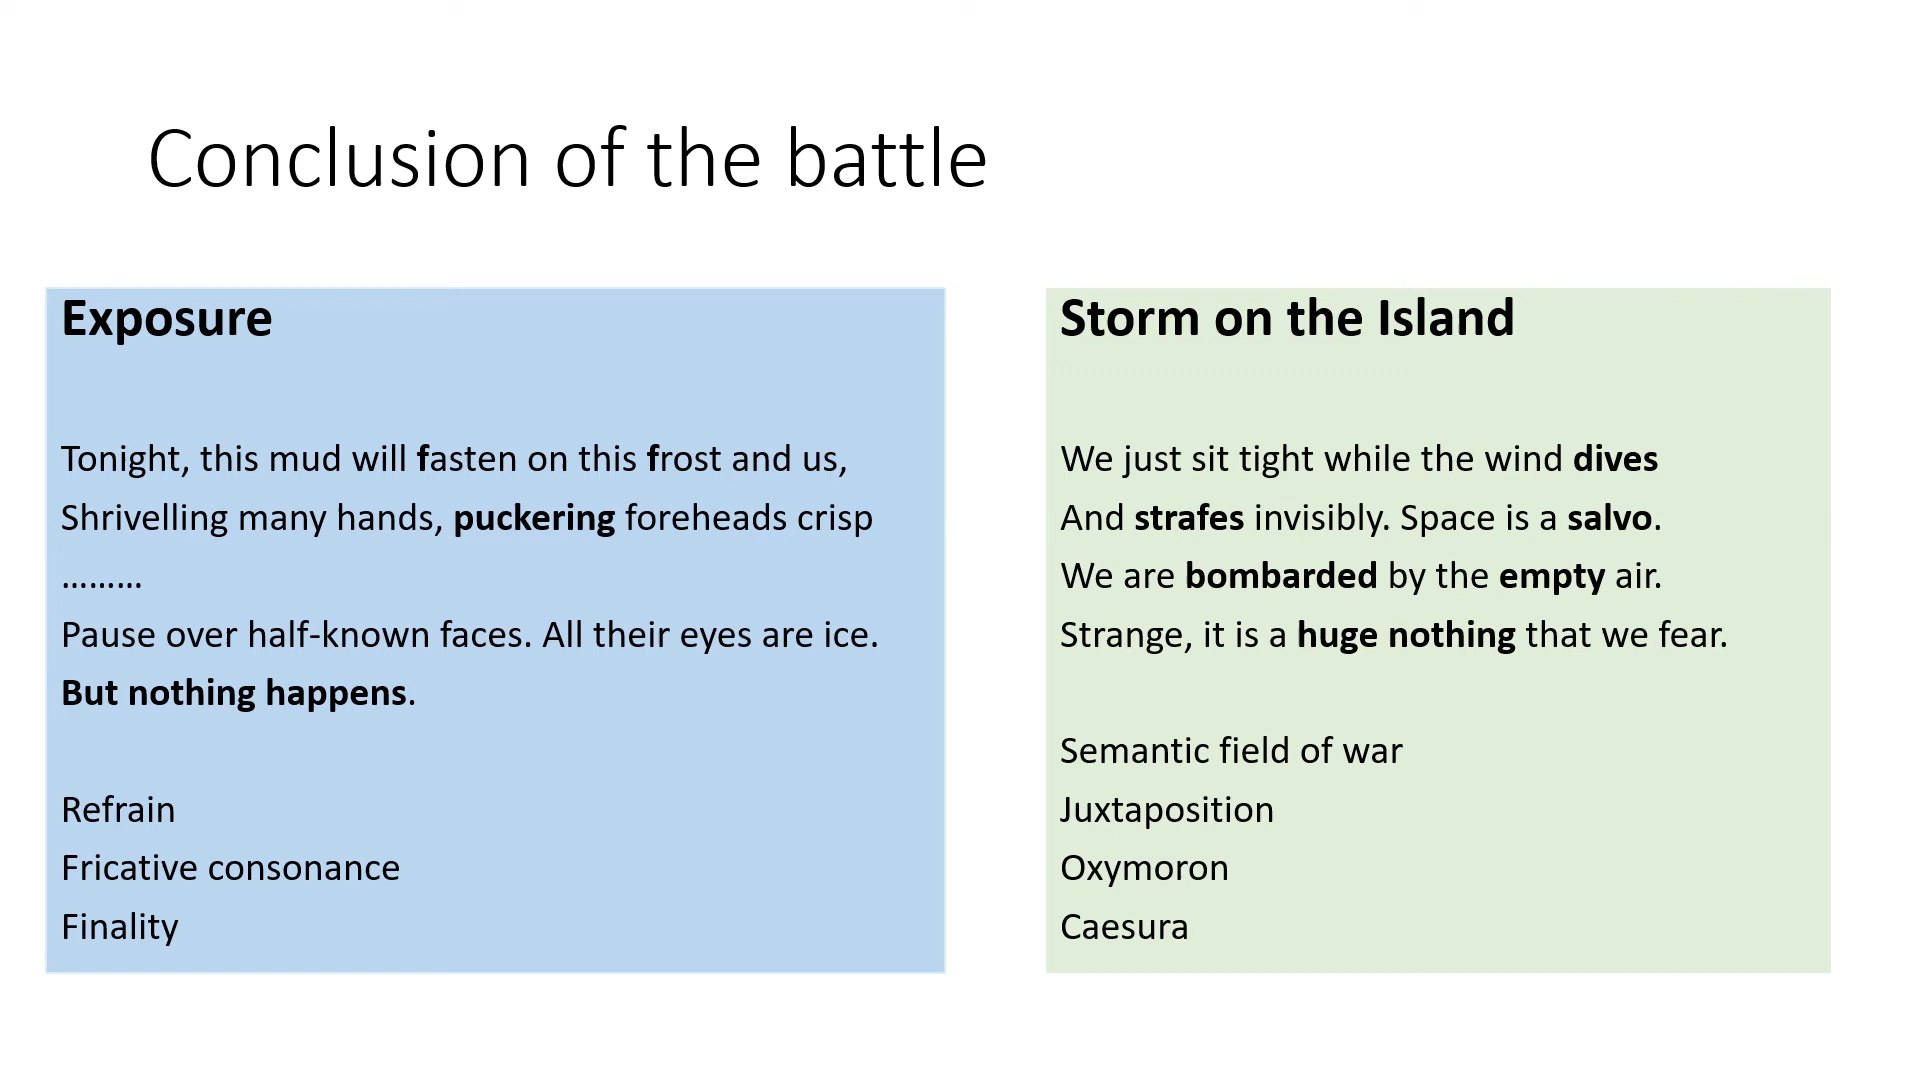 Conclusion of the battle
Exposure
Tonight, this mud will fasten on this frost and us,
Shrivelling many hands, puckering foreheads crisp
………
Pause over half-known faces. All their eyes are ice.
But nothing happens.
Refrain
Fricative consonance
Finality
Storm on the Island
We just sit tight while the wind dives
And strafes invisibly. Space is a salvo.
We are bombarded by the empty air.
Strange, it is a huge nothing that we fear.
Semantic field of war
Juxtaposition
Oxymoron
Caesura